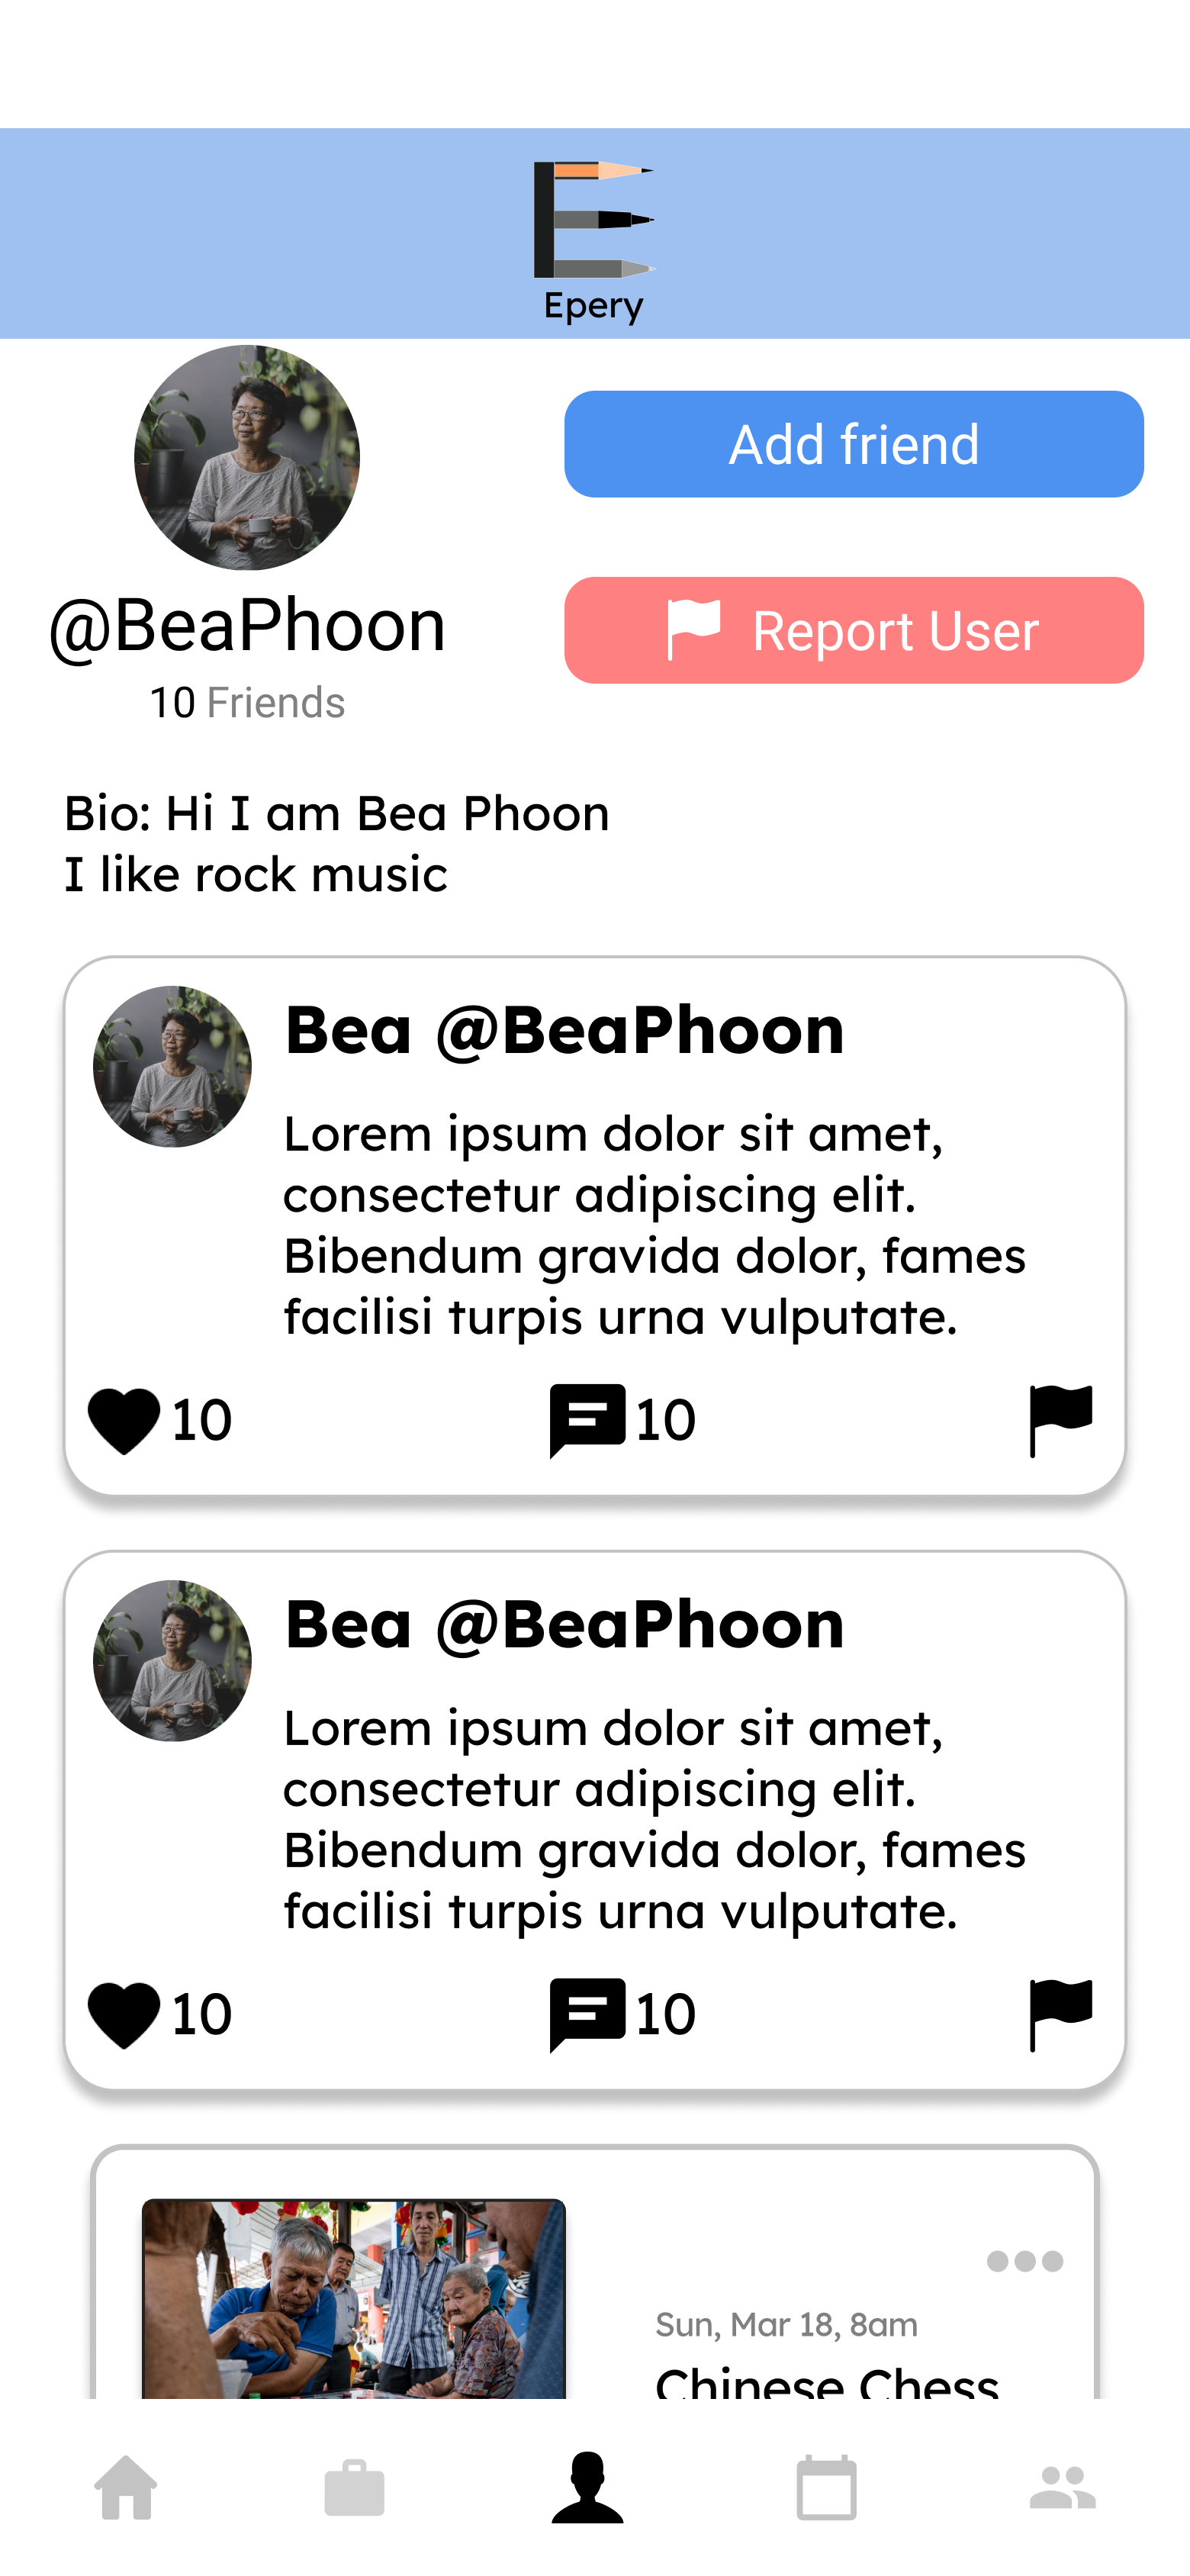 Epery
Add friend
@BeaPhoon
Report User
10 Friends
Bio: Hi I am Bea Phoon
I like rock music
Bea @BeaPhoon
Lorem ipsum dolor sit amet,
consectetur adipiscing elit.
Bibendum gravida dolor, fames
facilisi turpis urna vulputate.
10
10
Bea @BeaPhoon
Lorem ipsum dolor sit amet,
consectetur adipiscing elit.
Bibendum gravida dolor, fames
facilisi turpis urna vulputate.
10
10
Sun, Mar 18, 8am
Chinese Chess